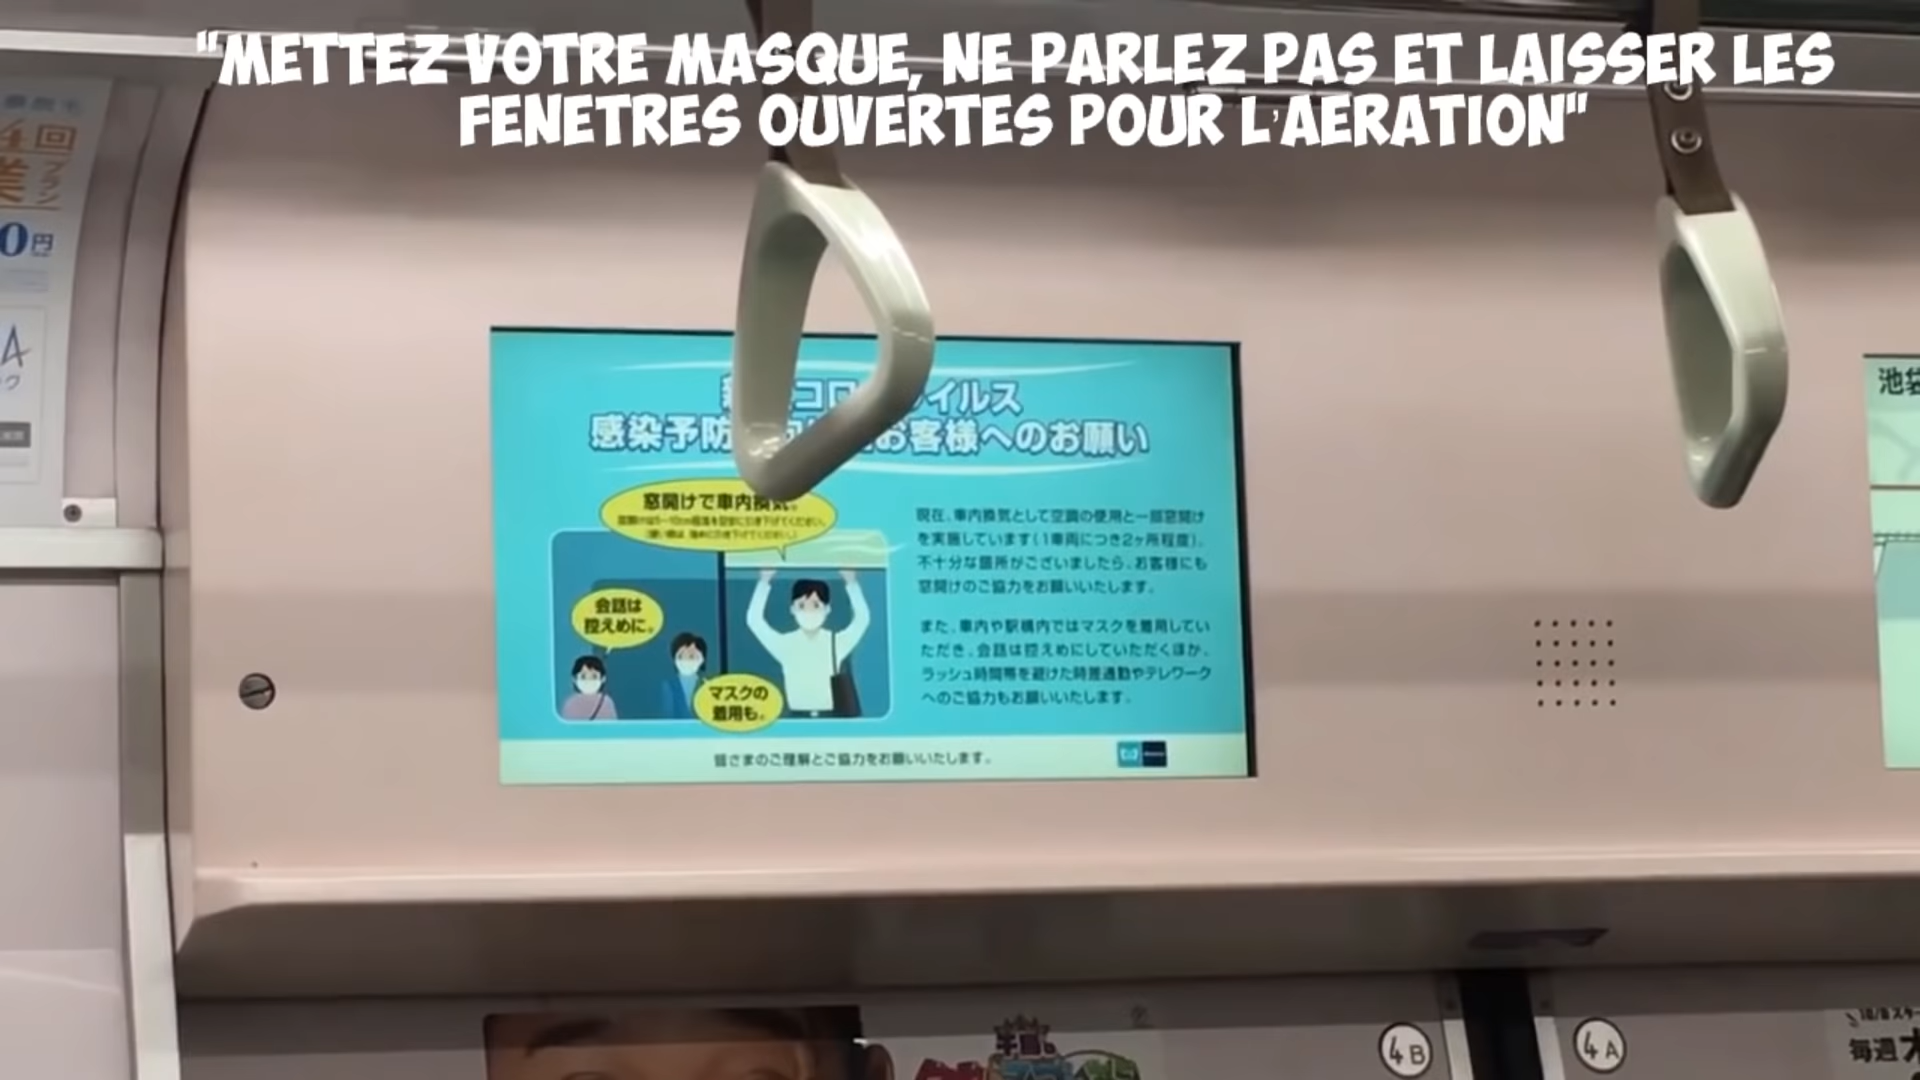 "METTEZ VOTRE MASQUE, NE PARLEZ PAS ET LAISSER LES
FENETRES OUVERTES POUR L'AERATION"
回
プラン
0円
コロ イルス
感染予防 お客様へのお願い
窓開けで車内換気。
会話は
控えめに。
マスクの
着用も。
現在、車内換気として空調の使用と一部窓開け
を実施しています(1車両につき2ヶ所程度)。
不十分な箇所がございましたら、お客様にも
窓開けのご協力をお願いいたします。
また、車内や駅構内ではマスクを着用してい
ただき、会話は控えめにしていただくほか、
ラッシュ時間帯を避けた時差通勤やテレワーク
へのご協力もお願いいたします。
皆さまのご理解とご協力をお願いいたします。
池袋
4B
4A
毎週